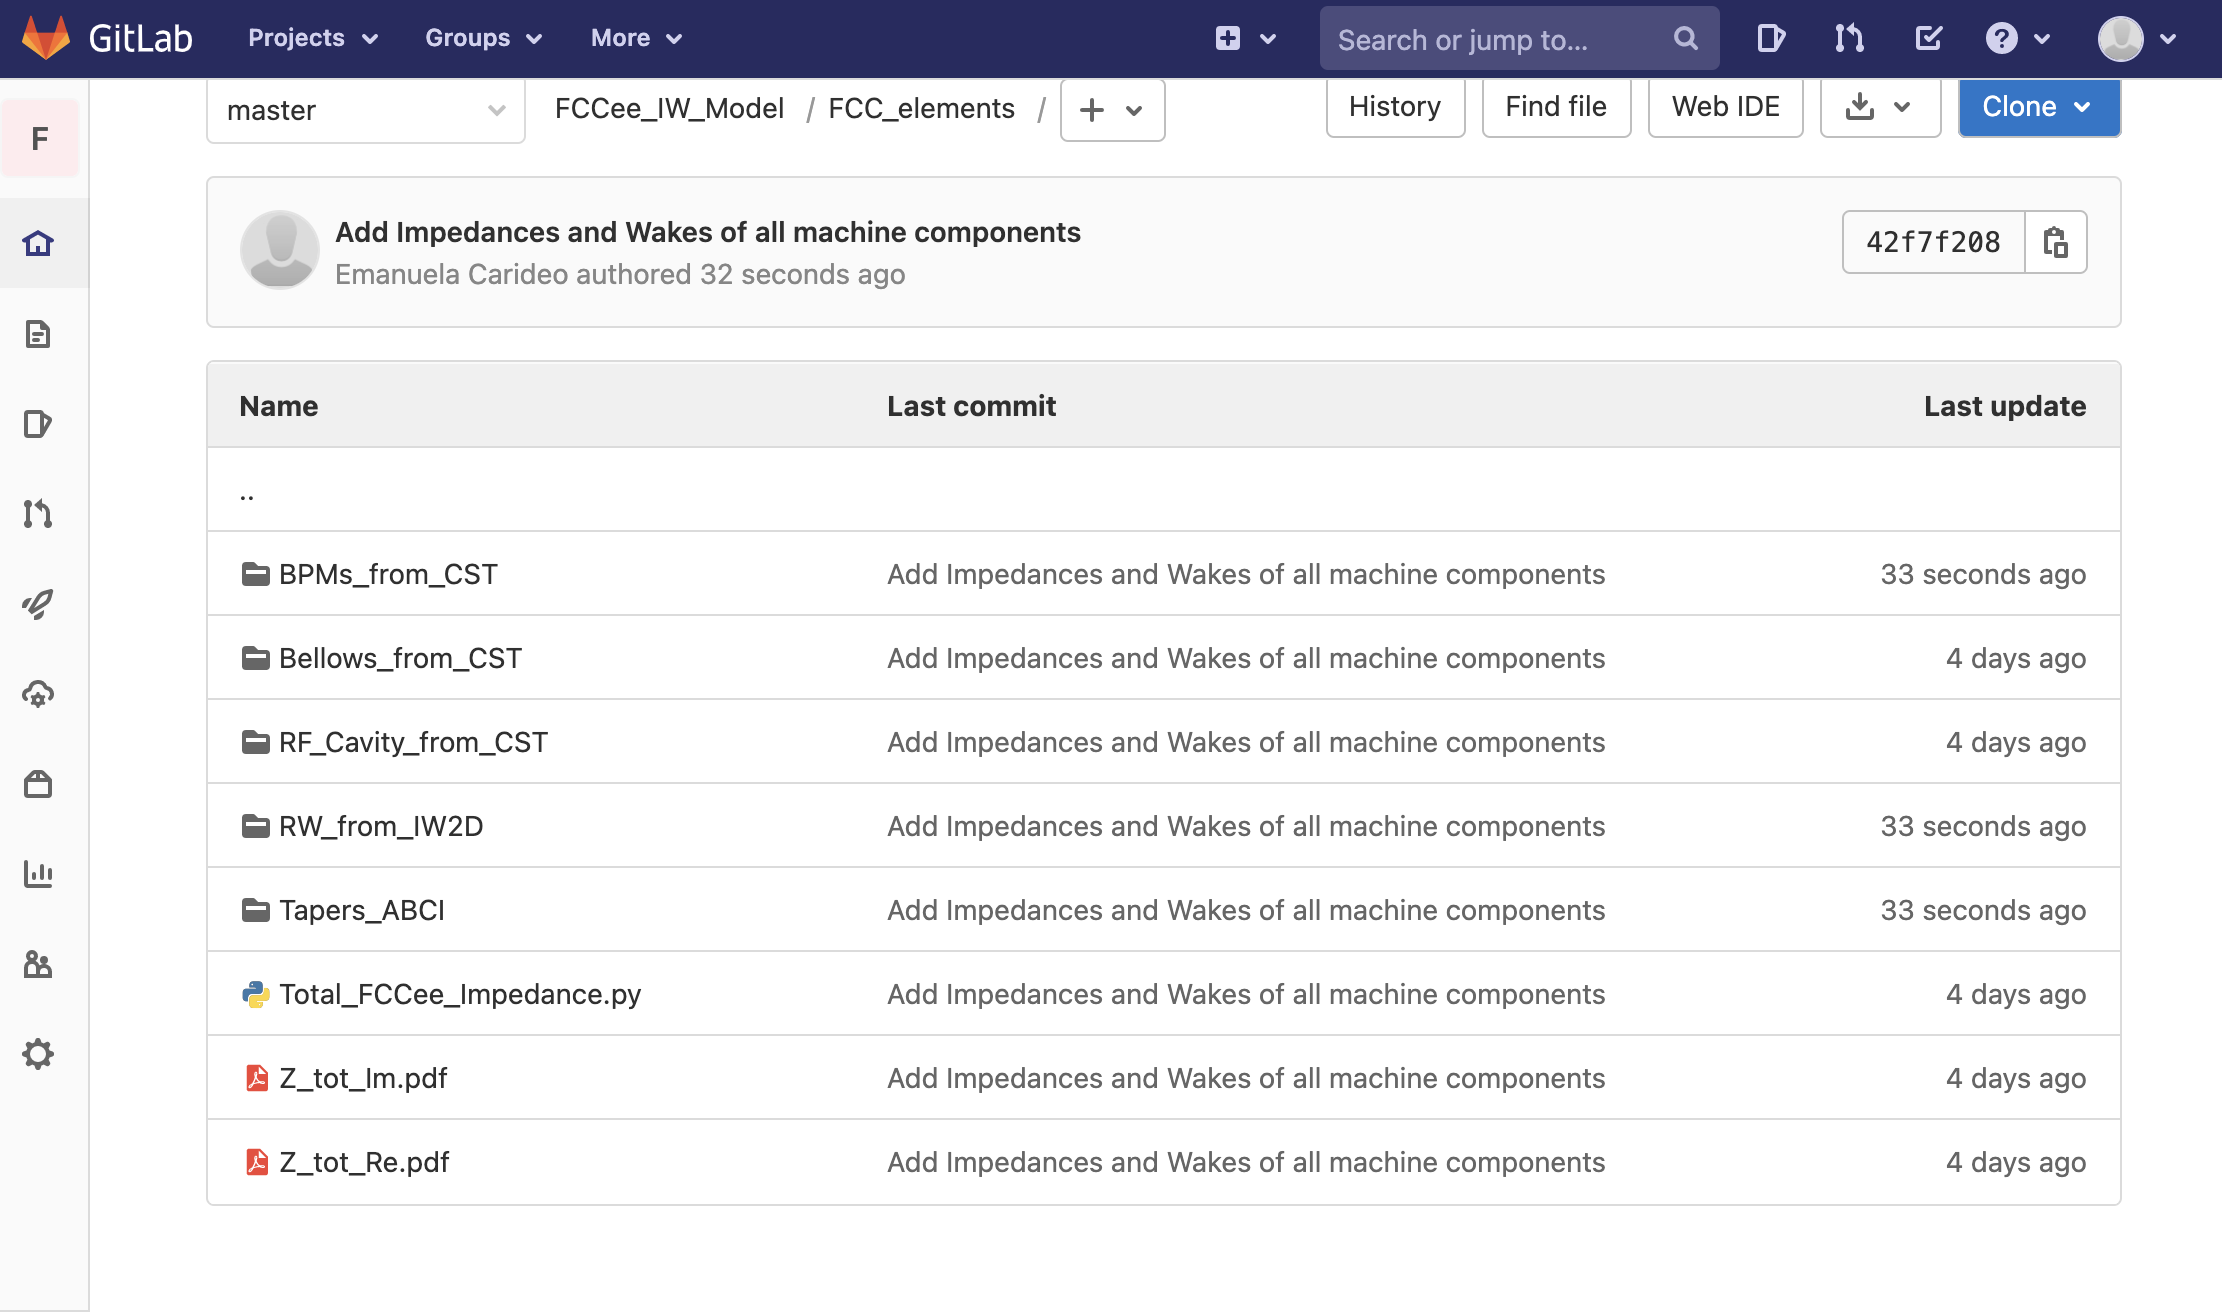 GitLab Projects Groups More Search or jump to...
F
master FCCee_IW_Model / FCC_elements / + History Find file Web IDE Clone
Add Impedances and Wakes of all machine components
Emanuela Carideo authored 32 seconds ago
42f7f208
Name Last commit Last update
..
BPMs_from_CST Add Impedances and Wakes of all machine components 33 seconds ago
Bellows_from_CST Add Impedances and Wakes of all machine components 4 days ago
RF_Cavity_from_CST Add Impedances and Wakes of all machine components 4 days ago
RW_from_IW2D Add Impedances and Wakes of all machine components 33 seconds ago
Tapers_ABCI Add Impedances and Wakes of all machine components 33 seconds ago
Total_FCCee_Impedance.py Add Impedances and Wakes of all machine components 4 days ago
Z_tot_Im.pdf Add Impedances and Wakes of all machine components 4 days ago
Z_tot_Re.pdf Add Impedances and Wakes of all machine components 4 days ago